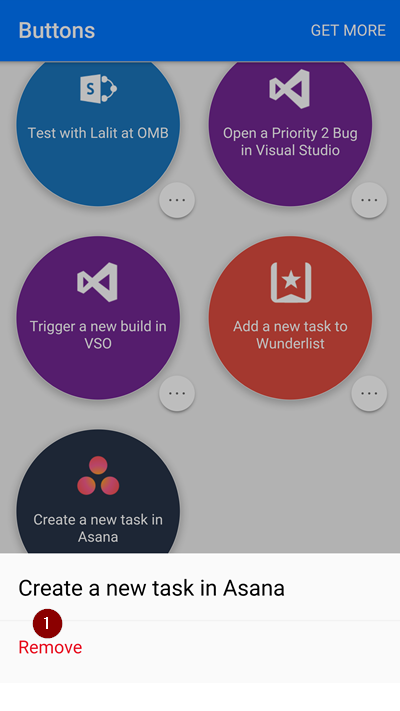 Buttons
GET MORE
S
Test with Lalit at OMB
Open a Priority 2 Bug
in Visual Studio
Trigger a new build in
VSO
Add a new task to
Wunderlist
Create a new task in
Asana
Create a new task in Asana
1
Remove